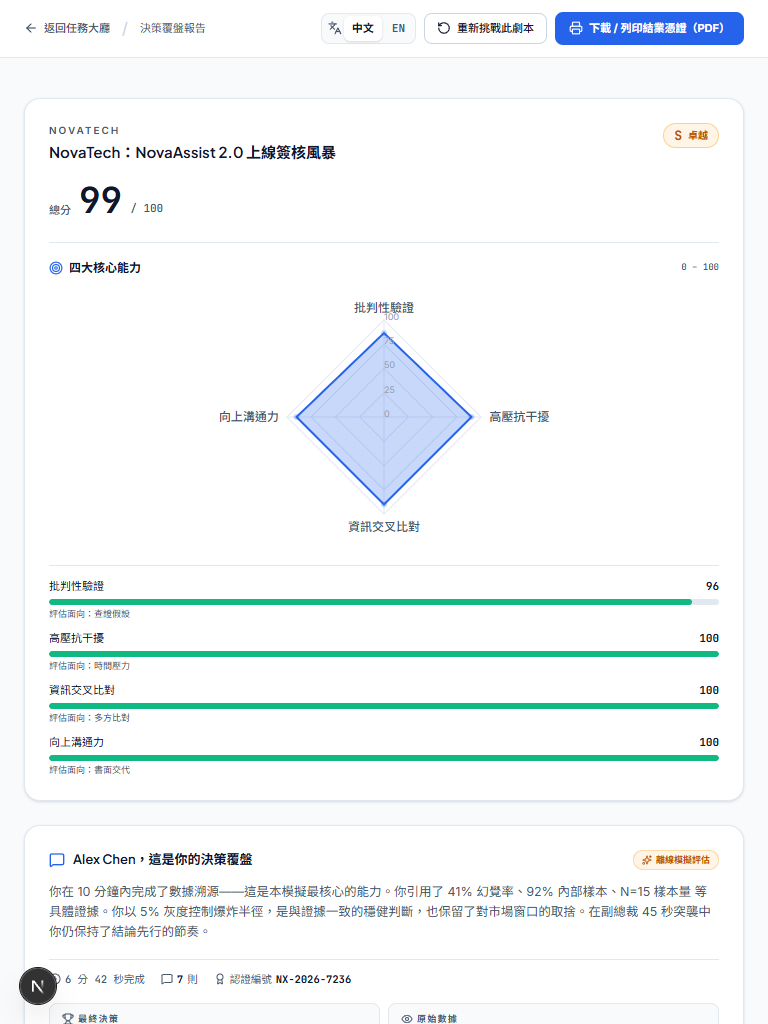 返回任務大廳 / 決策覆盤報告 中文 EN 重新挑戰此劇本 下載 / 列印結業憑證（PDF）
NOVATECH
S 卓越
NovaTech：NovaAssist 2.0 上線簽核風暴
總分 99 / 100
四大核心能力 0 – 100
批判性驗證
100
75
50
25
0
向上溝通力 高壓抗干擾
資訊交叉比對
批判性驗證 96
評估面向：查證假設
高壓抗干擾 100
評估面向：時間壓力
資訊交叉比對 100
評估面向：多方比對
向上溝通力 100
評估面向：書面交代
Alex Chen，這是你的決策覆盤 離線模擬評估
你在 10 分鐘內完成了數據溯源——這是本模擬最核心的能力。你引用了 41% 幻覺率、92% 內部樣本、N=15 樣本量 等
具體證據。你以 5% 灰度控制爆炸半徑，是與證據一致的穩健判斷，也保留了對市場窗口的取捨。在副總裁 45 秒突襲中
你仍保持了結論先行的節奏。
6 分 42 秒完成 7 則 認證編號 NX-2026-7236
N
最終決策 原始數據